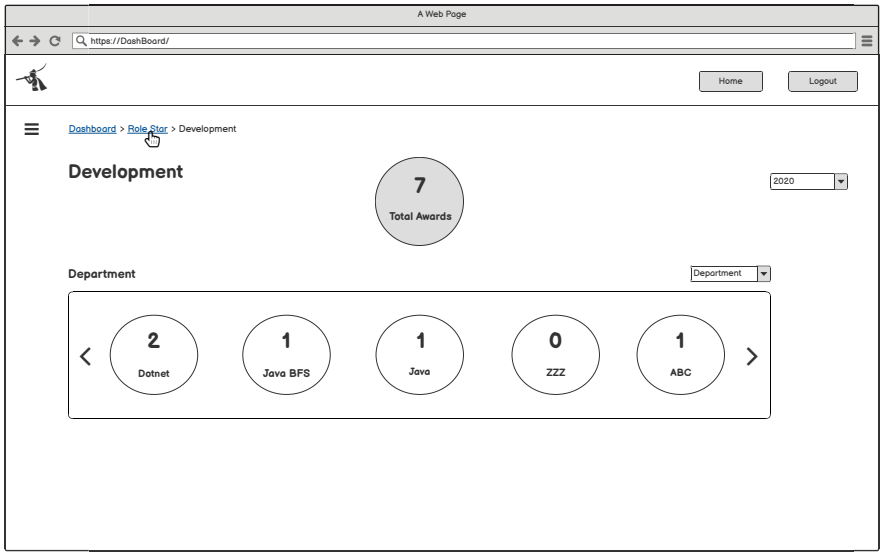 A Web Page
https://DashBoard/
Home Logout
Dashboard > Role Star > Development
Development
7
Total Awards
2020
Department
Department
2 1 1 0 1
Dotnet Java BFS Java ZZZ ABC